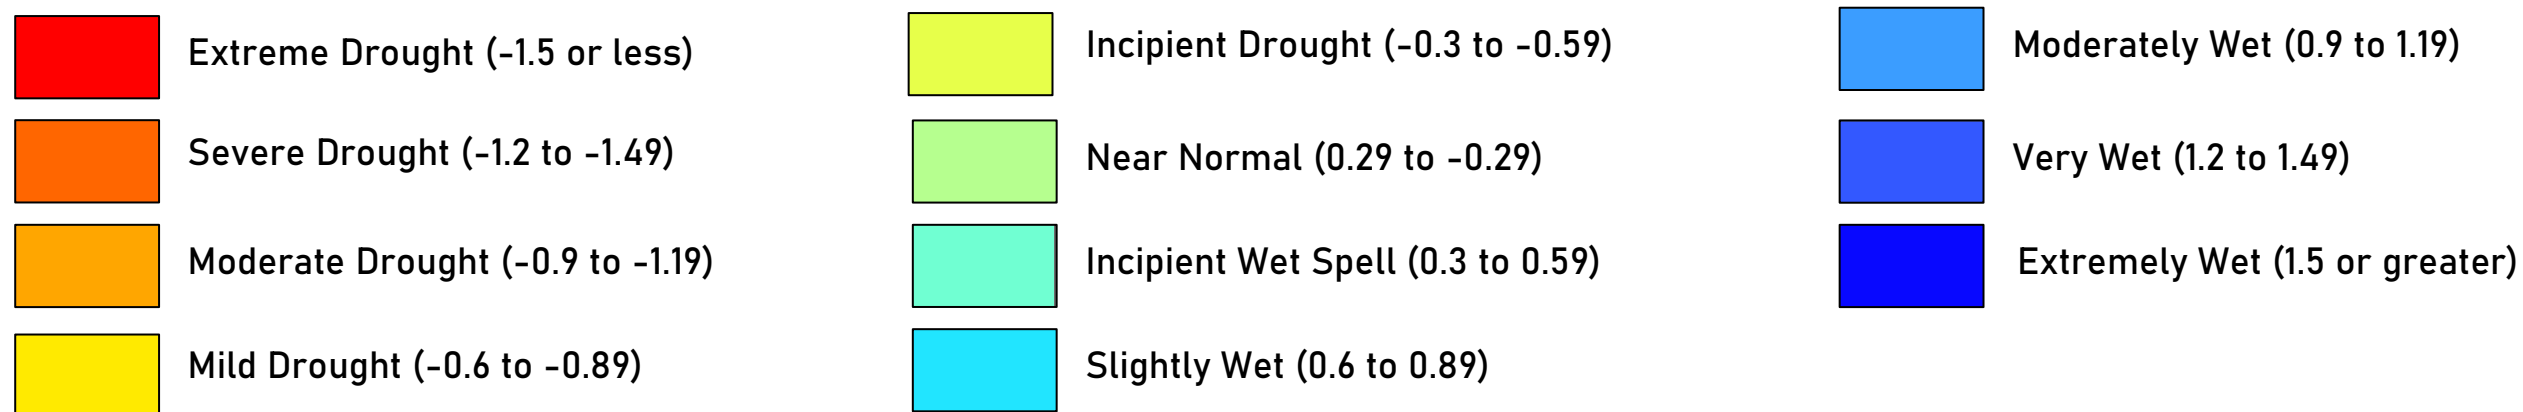 Extreme Drought (-1.5 or less)
Severe Drought (-1.2 to -1.49)
Moderate Drought (-0.9 to -1.19)
Mild Drought (-0.6 to -0.89)
Incipient Drought (-0.3 to -0.59)
Near Normal (0.29 to -0.29)
Incipient Wet Spell (0.3 to 0.59)
Slightly Wet (0.6 to 0.89)
Moderately Wet (0.9 to 1.19)
Very Wet (1.2 to 1.49)
Extremely Wet (1.5 or greater)